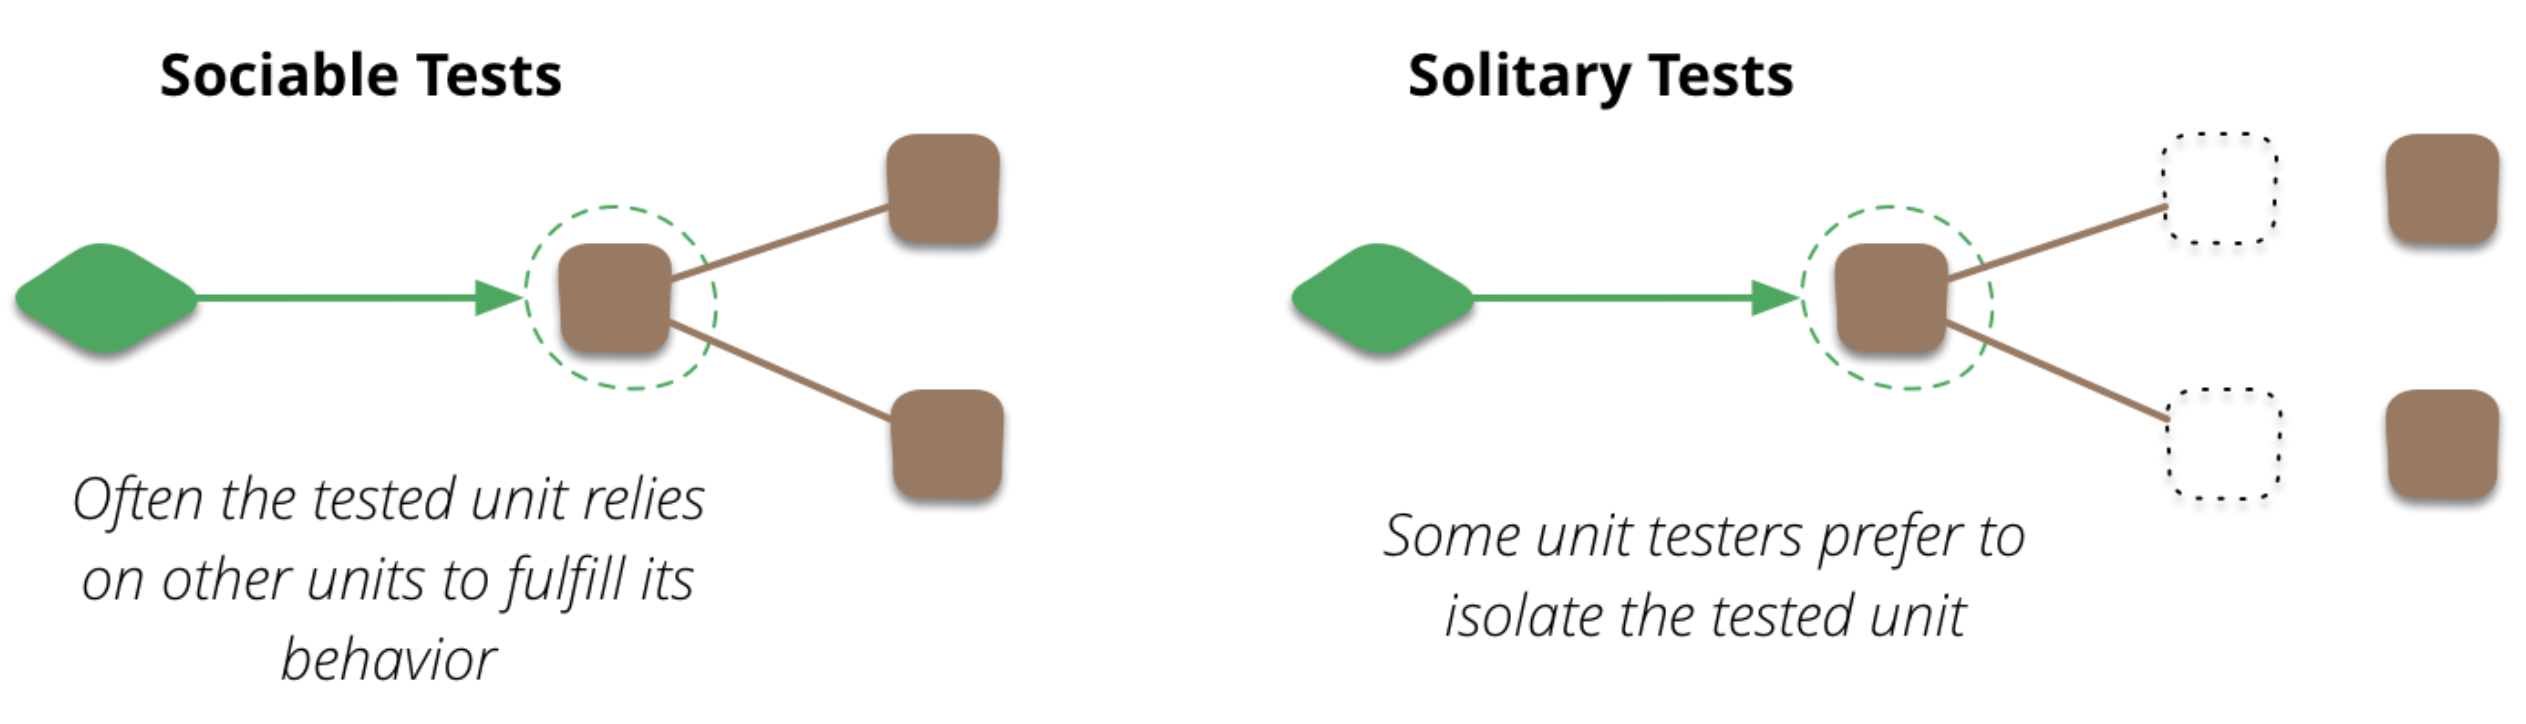 Sociable Tests
Often the tested unit relies
on other units to fulfill its
behavior
Solitary Tests
Some unit testers prefer to
isolate the tested unit